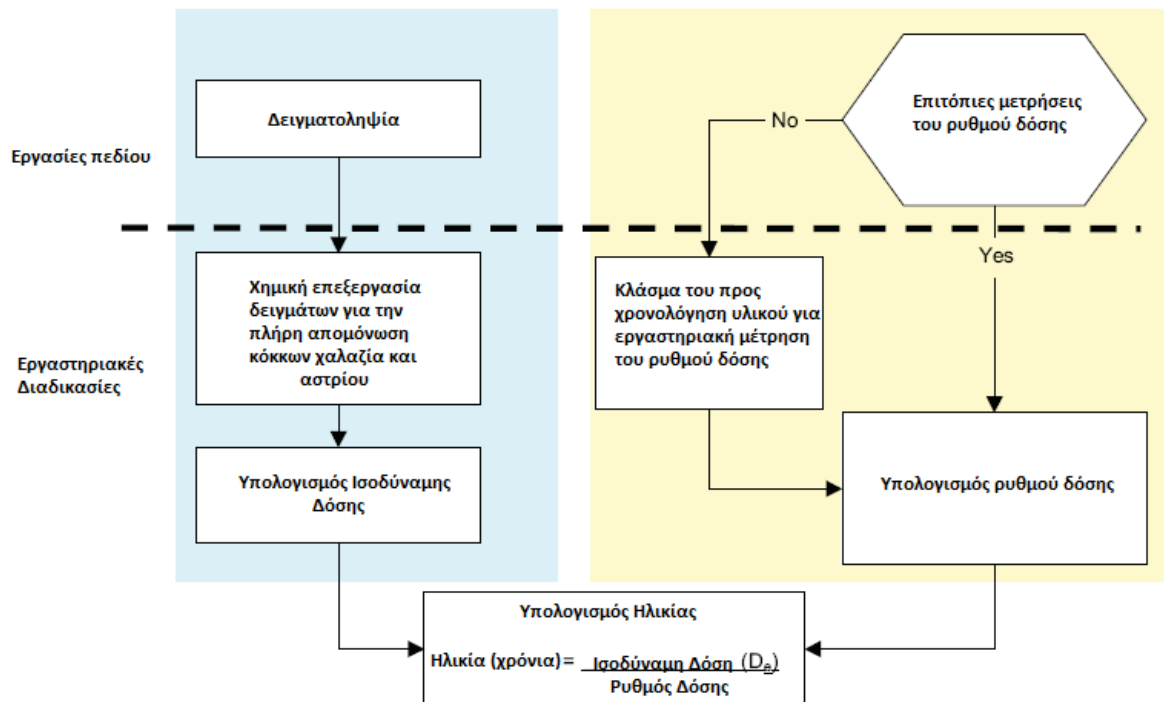 Δειγματοληψία
Επιτόπιες μετρήσεις
του ρυθμού δόσης
No
Εργασίες πεδίου
Yes
Χημική επεξεργασία
δειγμάτων για την
πλήρη απομόνωση
κόκκων χαλαζία και
αστρίου
Κλάσμα του προς
χρονολόγηση υλικού για
εργαστηριακή μέτρηση
του ρυθμού δόσης
Εργαστηριακές
Διαδικασίες
Υπολογισμός Ισοδύναμης
Δόσης
Υπολογισμός ρυθμού δόσης
Υπολογισμός Ηλικίας
Ηλικία (χρόνια) = Ισοδύναμη Δόση (De)
Ρυθμός Δόσης